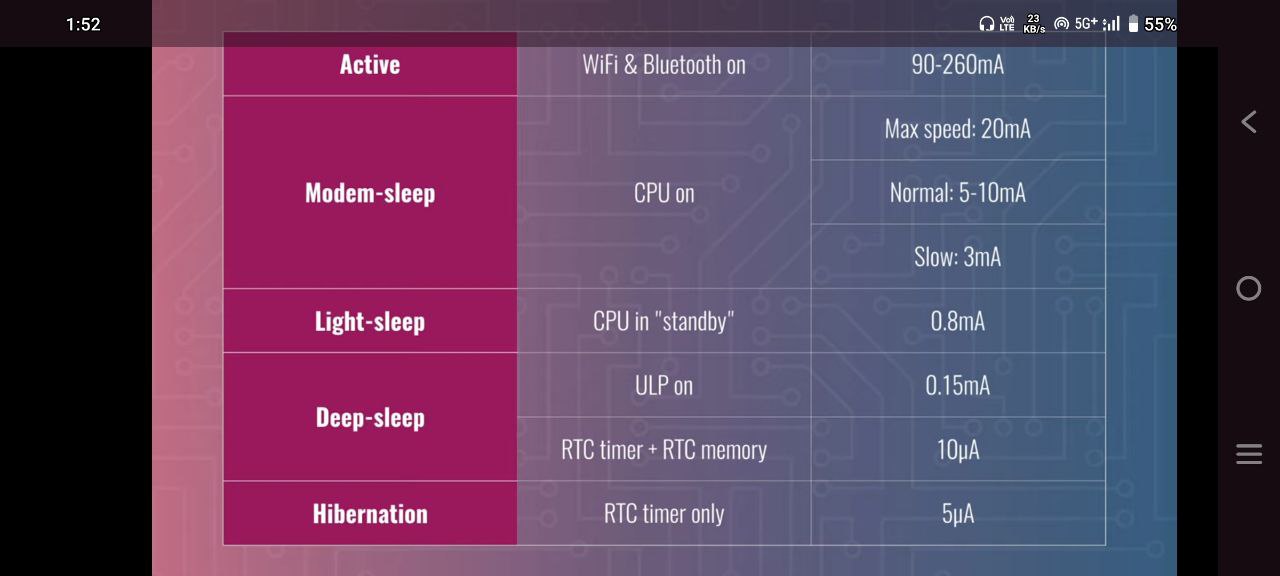 1:52
Vo) LTE 23 KB/s 5G+ 55%
Active WiFi & Bluetooth on 90-260mA
Max speed: 20mA
Modem-sleep CPU on Normal: 5-10mA
Slow: 3mA
Light-sleep CPU in "standby" 0.8mA
ULP on 0.15mA
Deep-sleep
RTC timer + RTC memory 10μA
Hibernation RTC timer only 5μA